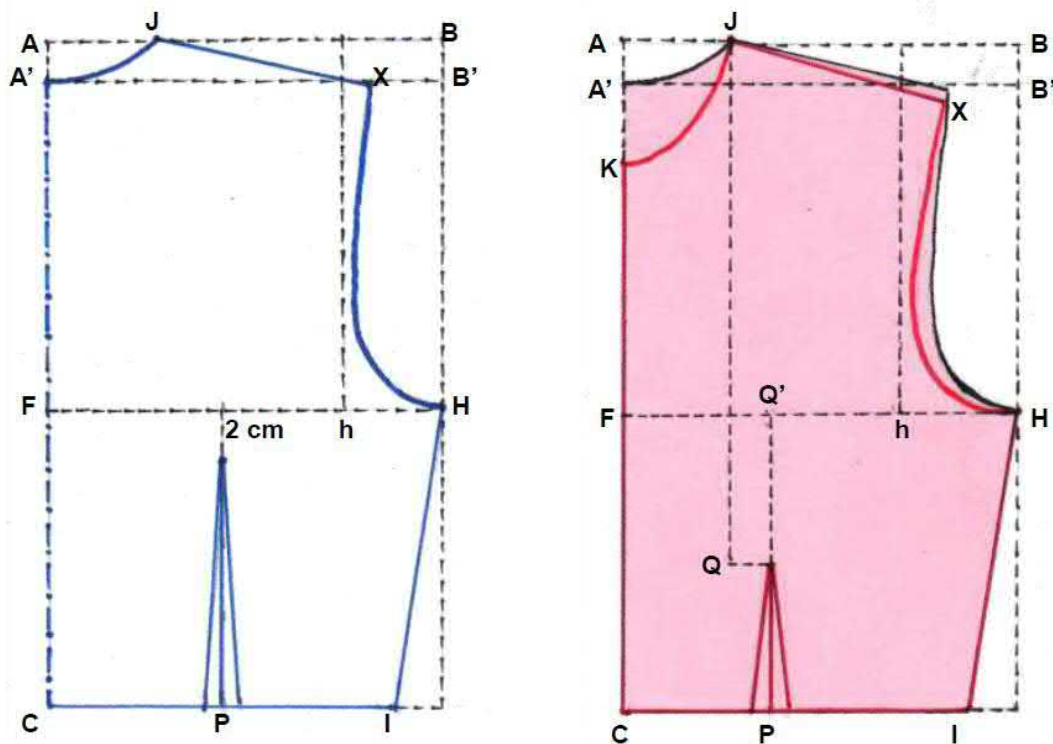 J
A B
A' X B'
F 2 cm h H
C P I
J
A B
A' B'
X
K
Q'
F h H
Q
C P I